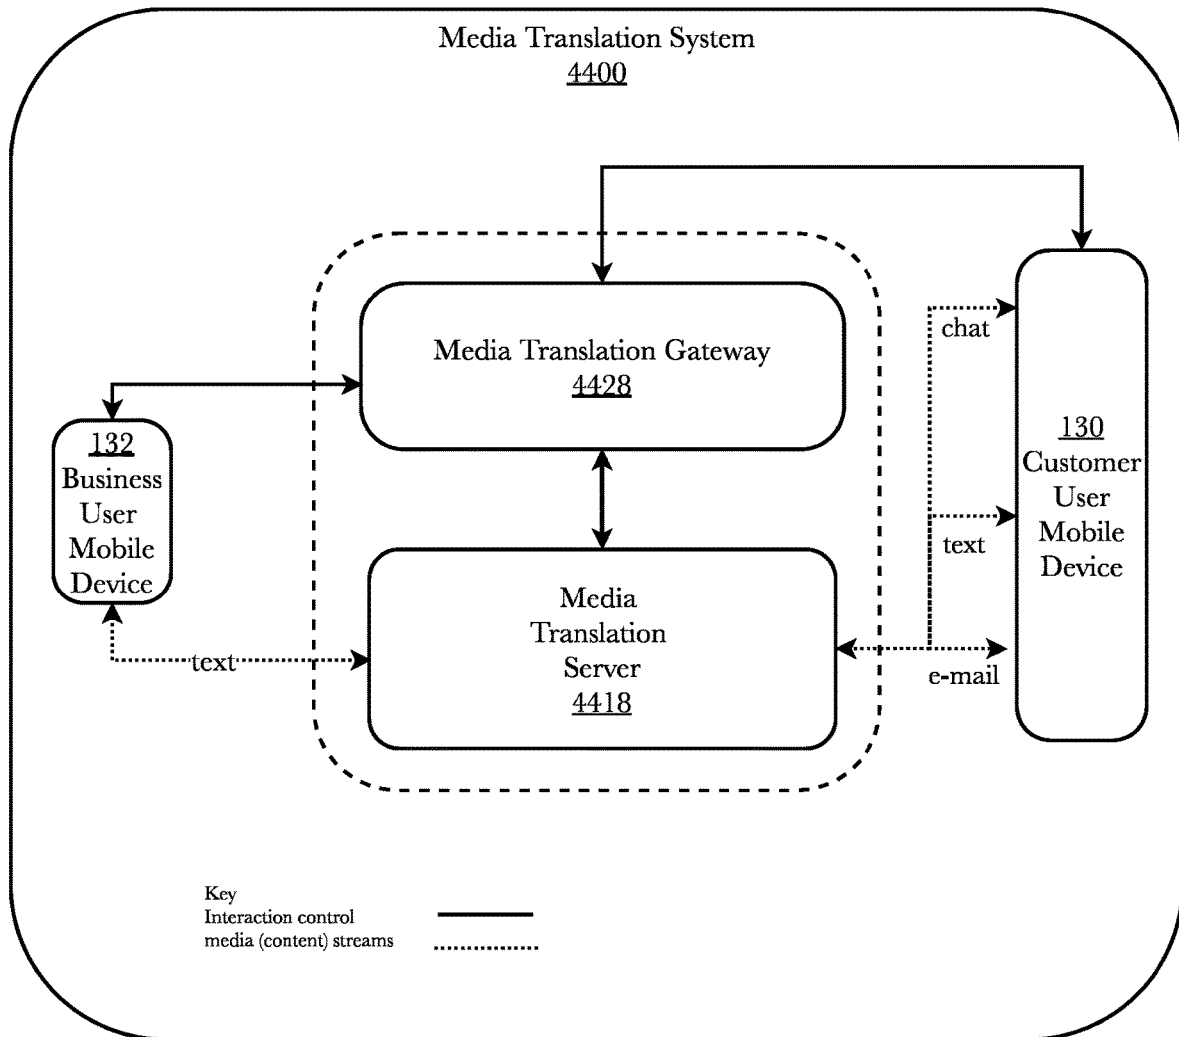 Media Translation System
4400
chat
Media Translation Gateway
4428
132
Business
User
Mobile
Device
130
Customer
User
Mobile
Device
text
Media
Translation
Server
4418
text
e-mail
Key
Interaction control
media (content) streams